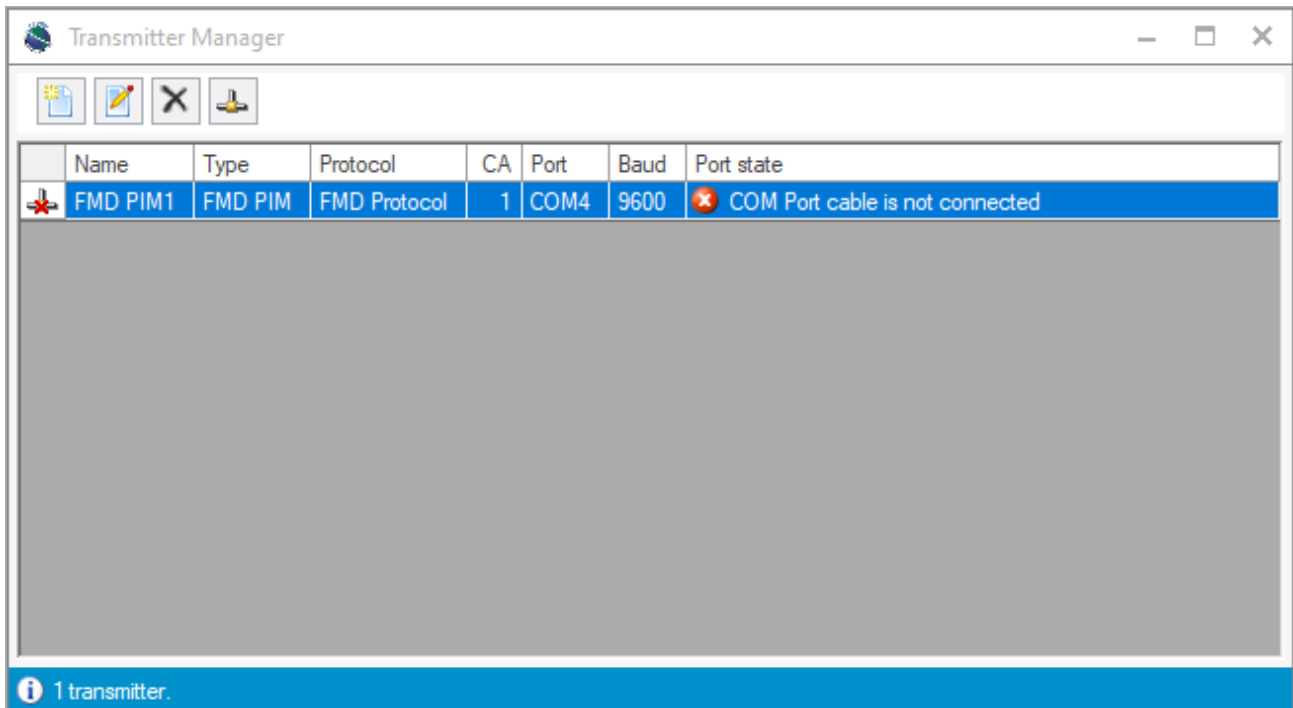 Transmitter Manager
Name Type Protocol CA Port Baud Port state
FMD PIM1 FMD PIM FMD Protocol 1 COM4 9600 COM Port cable is not connected
1 transmitter.